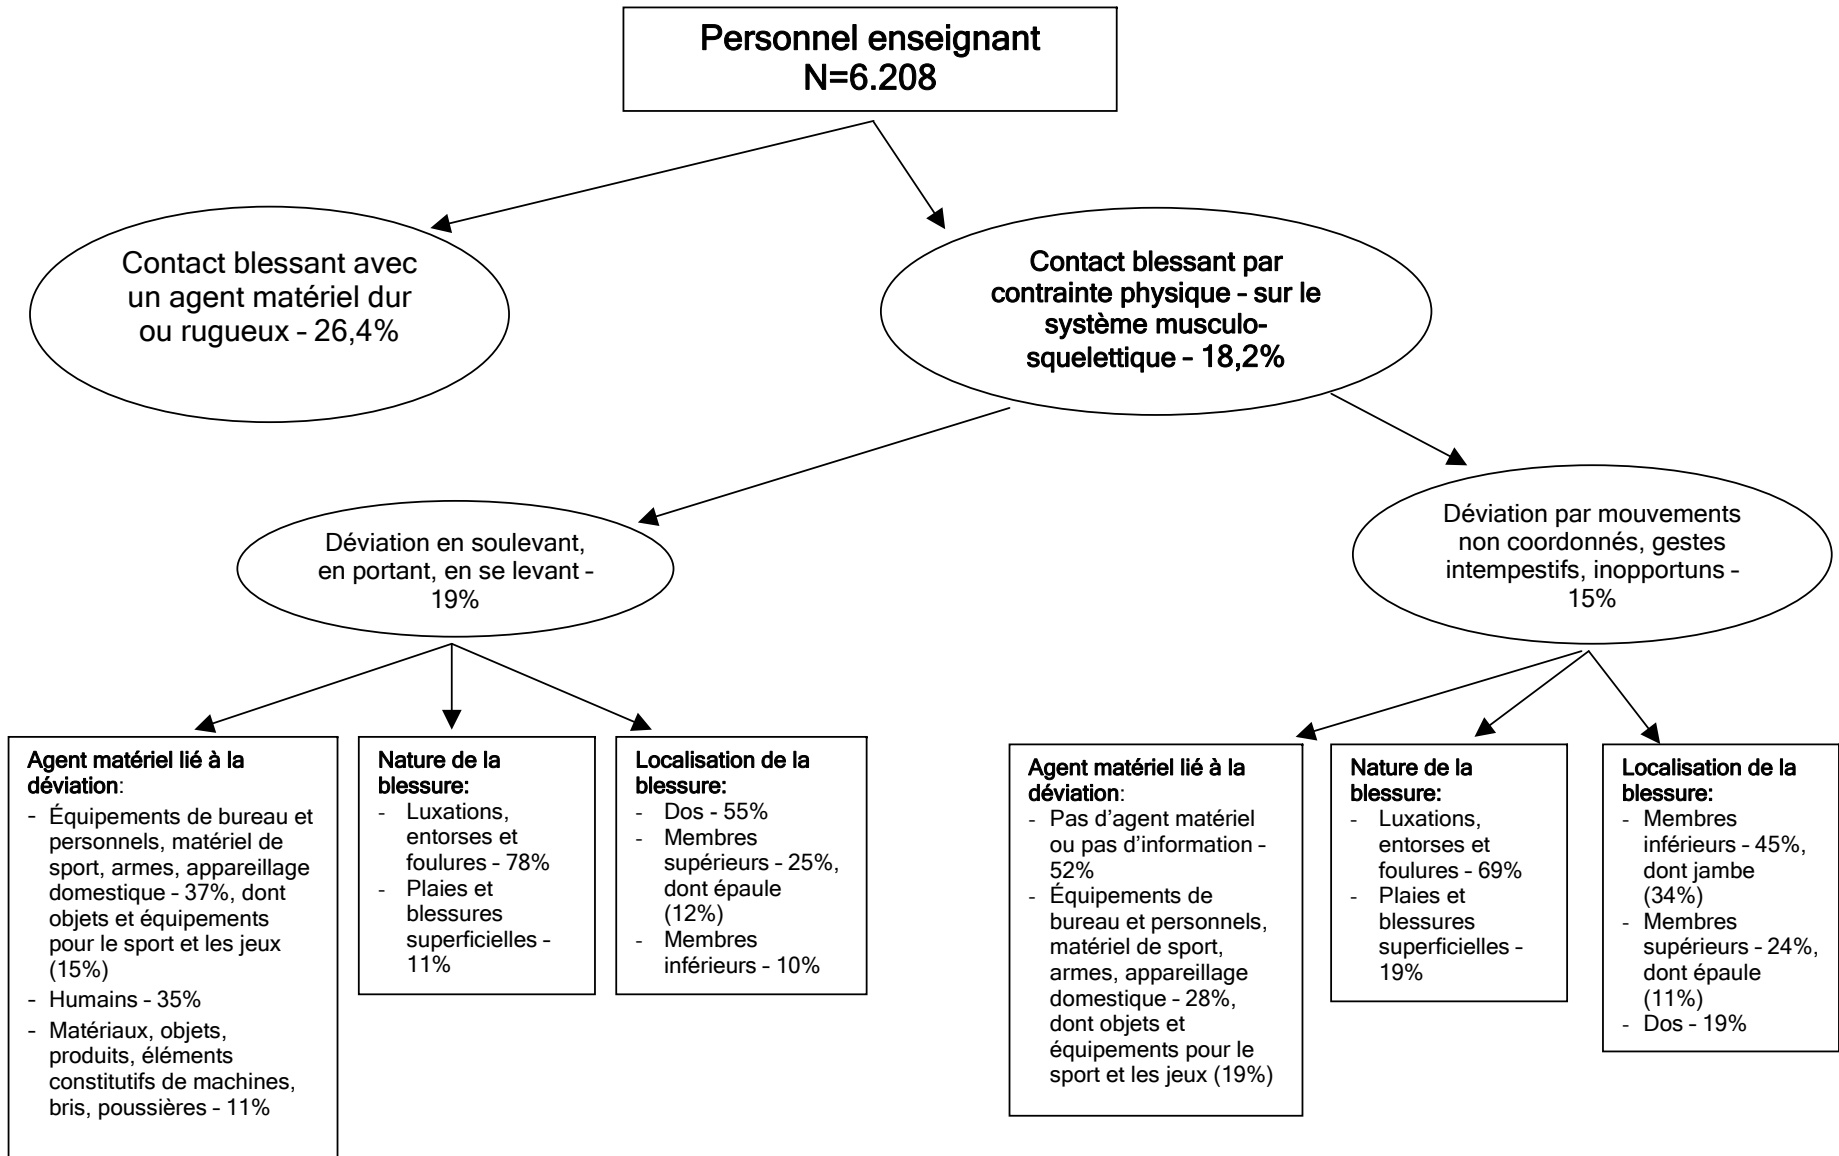 Personnel enseignant
N=6.208
Contact blessant avec
un agent matériel dur
ou rugueux - 26,4%
Contact blessant par
contrainte physique - sur le
système musculo-
squelettique - 18,2%
Déviation en soulevant,
en portant, en se levant -
19%
Déviation par mouvements
non coordonnés, gestes
intempestifs, inopportuns -
15%
Agent matériel lié à la
déviation:
- Équipements de bureau et
personnels, matériel de
sport, armes, appareillage
domestique - 37%, dont
objets et équipements
pour le sport et les jeux
(15%)
- Humains - 35%
- Matériaux, objets,
produits, éléments
constitutifs de machines,
bris, poussières - 11%
Nature de la
blessure:
- Luxations,
entorses et
foulures - 78%
- Plaies et
blessures
superficielles -
11%
Localisation de la
blessure:
- Dos - 55%
- Membres
supérieurs - 25%,
dont épaule
(12%)
- Membres
inférieurs - 10%
Agent matériel lié à la
déviation:
- Pas d'agent matériel
ou pas d'information -
52%
- Équipements de
bureau et personnels,
matériel de sport,
armes, appareillage
domestique - 28%,
dont objets et
équipements pour le
sport et les jeux (19%)
Nature de la
blessure:
- Luxations,
entorses et
foulures - 69%
- Plaies et
blessures
superficielles -
19%
Localisation de la
blessure:
- Membres
inférieurs - 45%,
dont jambe
(34%)
- Membres
supérieurs - 24%,
dont épaule
(11%)
- Dos - 19%